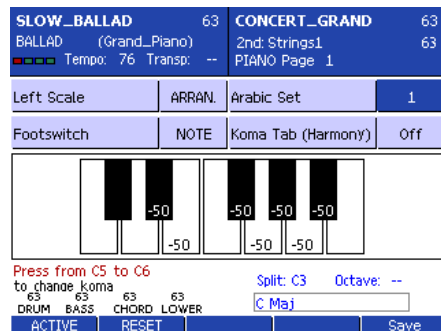 SLOW_BALLAD 63 CONCERT_GRAND 63
BALLAD (Grand_Piano) 2nd: Strings1 63
Tempo: 76 Transp: -- PIANO Page 1
Left Scale ARRAN. Arabic Set 1
Footswitch NOTE Koma Tab (Harmony) Off
-50 -50 -50 -50
-50 -50 -50
Press from C5 to C6
to change koma Split: C3 Octave: --
63 63 63 63
DRUM BASS CHORD LOWER C Maj
ACTIVE RESET Save